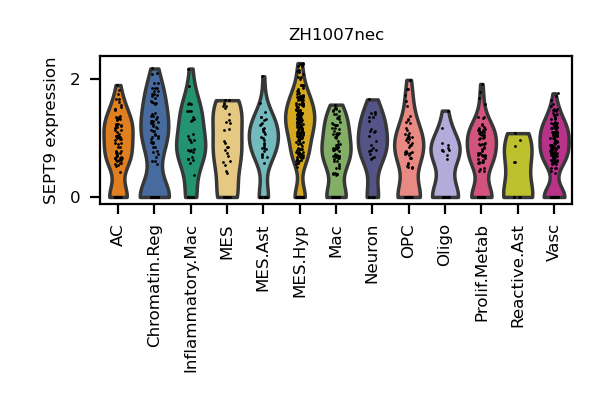 ZH1007nec
SEPT9 expression
2
0
AC
Chromatin.Reg
Inflammatory.Mac
MES
MES.Ast
MES.Hyp
Mac
Neuron
OPC
Oligo
Prolif.Metab
Reactive.Ast
Vasc